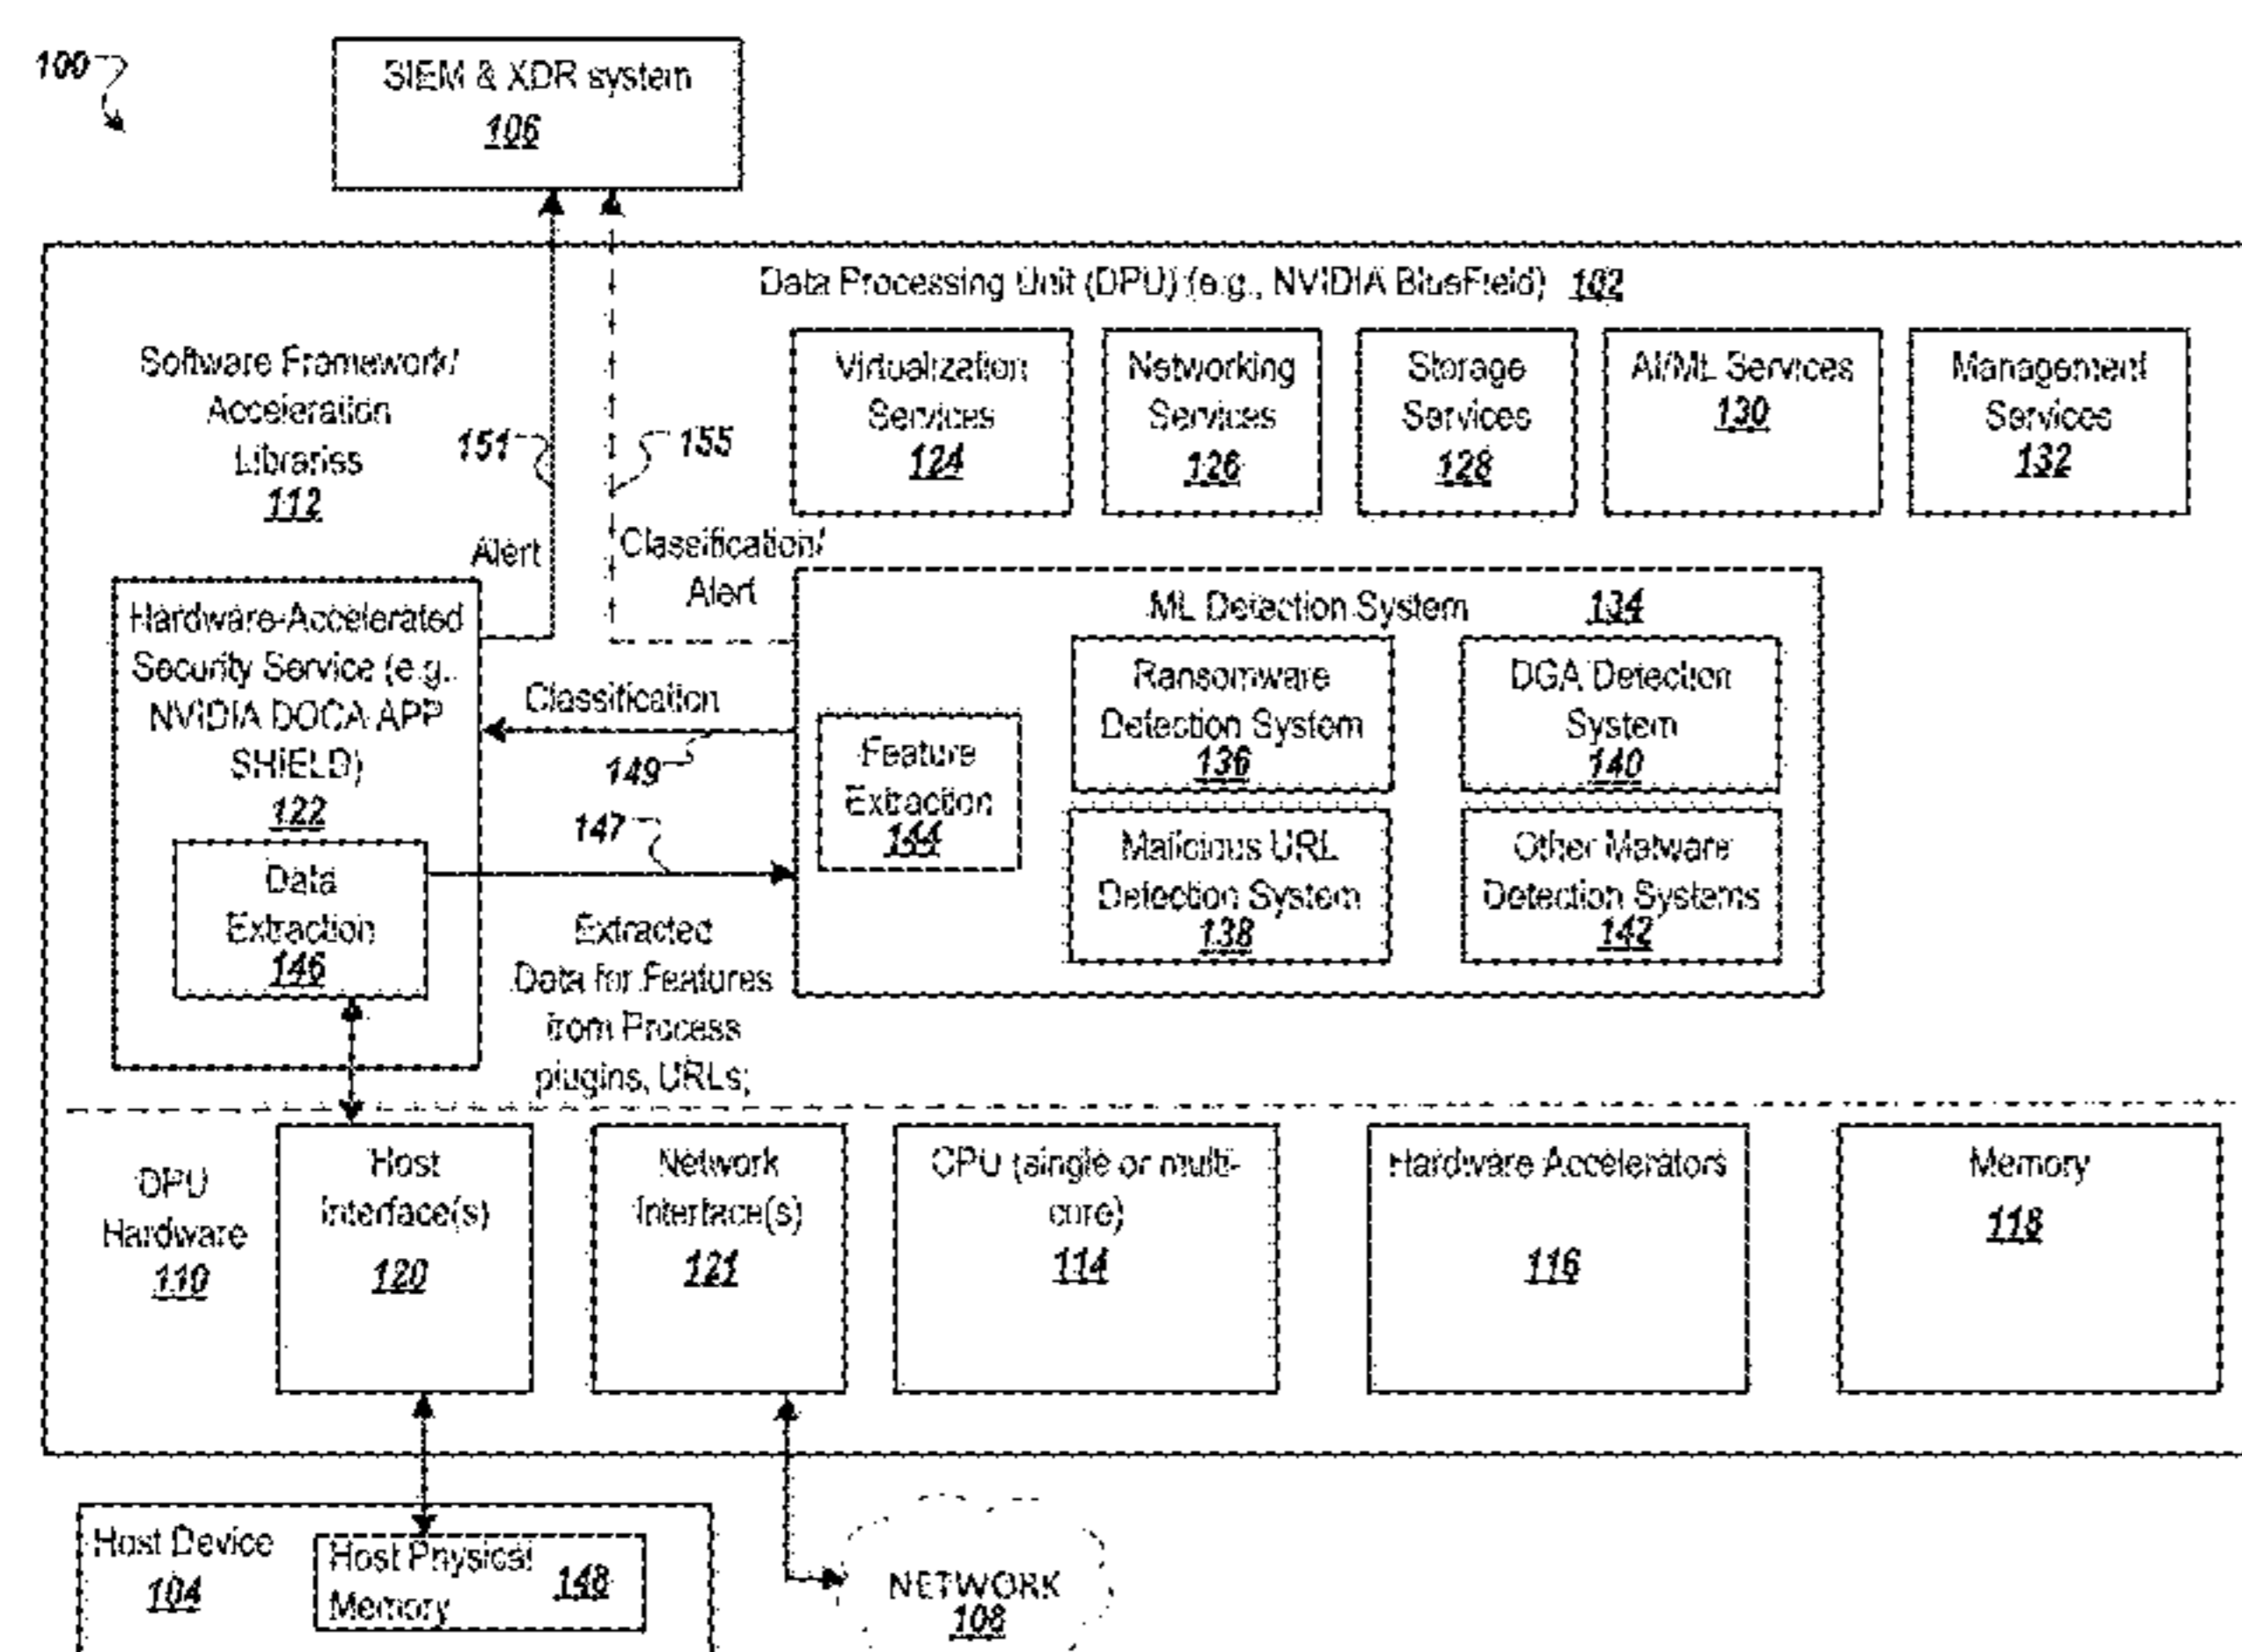 100
SIEM & XDR system
106
Data Processing Unit (DPU) (e.g., NVIDIA BlueField) 102
Software Framework/
Acceleration
Libraries
112
151
155
Virtualization
Services
124
Networking
Services
126
Storage
Services
128
AI/ML Services
130
Management
Services
132
Alert
Classification/
Alert
Hardware-Accelerated
Security Service (e.g.,
NVIDIA DOCA APP
SHIELD)
122
Data
Extraction
146
Classification
149
147
Extracted
Data for Features
from Process
plugins, URLs;
ML Detection System 134
Feature
Extraction
144
Ransomware
Detection System
136
DGA Detection
System
140
Malicious URL
Detection System
138
Other Malware
Detection Systems
142
DPU
Hardware
110
Host
Interface(s)
120
Network
Interface(s)
121
CPU (single or multi-
core)
114
Hardware Accelerators
116
Memory
118
Host Device
104
Host Physical
Memory
148
NETWORK
108